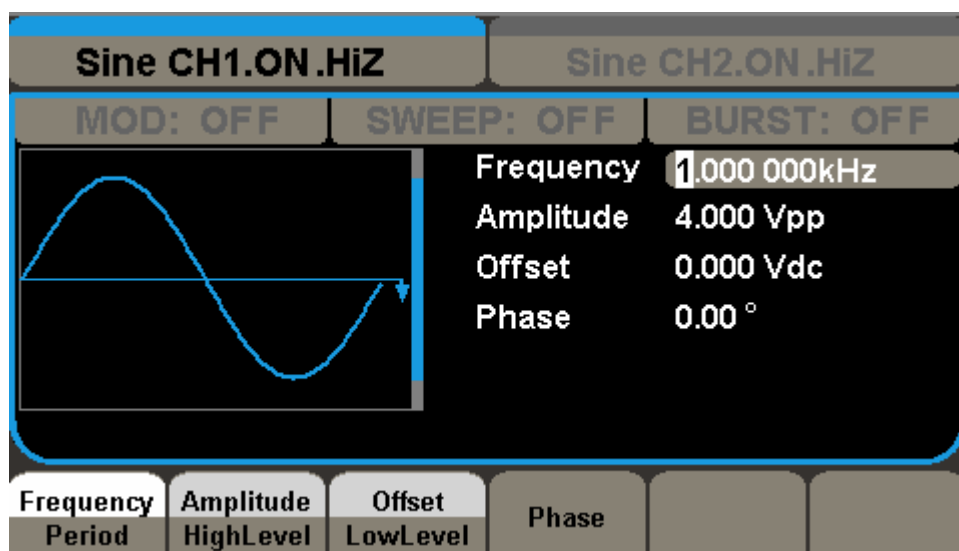 Sine CH1.ON.HiZ Sine CH2.ON.HiZ
MOD: OFF SWEEP: OFF BURST: OFF
Frequency 1.000 000kHz
Amplitude 4.000 Vpp
Offset 0.000 Vdc
Phase 0.00 °
Frequency Amplitude Offset Phase
Period HighLevel LowLevel